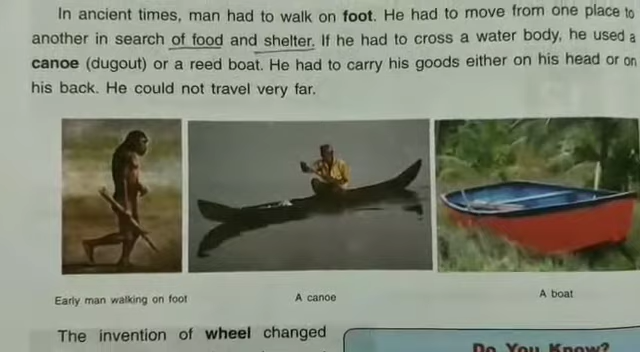 In ancient times, man had to walk on foot. He had to move from one place to
another in search of food and shelter. If he had to cross a water body, he used a
canoe (dugout) or a reed boat. He had to carry his goods either on his head or on
his back. He could not travel very far.
Early man walking on foot
A canoe
A boat
The invention of wheel changed
Do You Know?